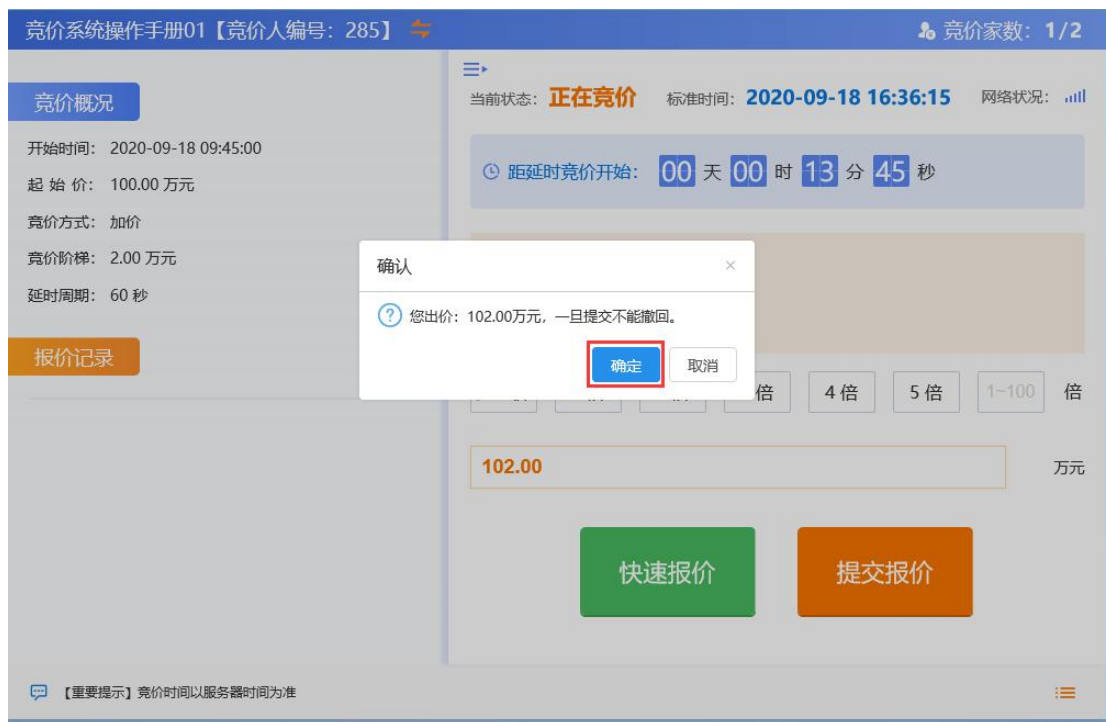 竞价系统操作手册01【竞价人编号：285】
竞价家数：1/2
竞价概况
开始时间： 2020-09-18 09:45:00
起 始 价： 100.00 万元
竞价方式： 加价
竞价阶梯： 2.00 万元
延时周期： 60 秒
报价记录
当前状态：正在竞价 标准时间：2020-09-18 16:36:15 网络状况：
距延时竞价开始： 00 天 00 时 13 分 45 秒
确认 ×
您出价：102.00万元，一旦提交不能撤回。
确定 取消
倍 4 倍 5 倍 1~100 倍
102.00 万元
快速报价 提交报价
【重要提示】竞价时间以服务器时间为准